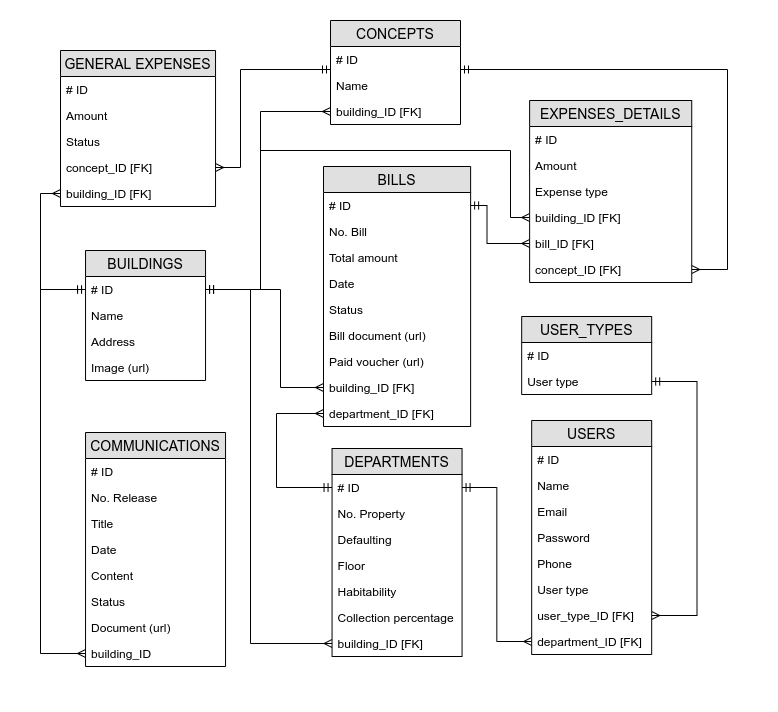 CONCEPTS
# ID
Name
building_ID [FK]
GENERAL EXPENSES
# ID
Amount
Status
concept_ID [FK]
building_ID [FK]
EXPENSES_DETAILS
# ID
Amount
Expense type
building_ID [FK]
bill_ID [FK]
concept_ID [FK]
BILLS
# ID
No. Bill
Total amount
Date
Status
Bill document (url)
Paid voucher (url)
building_ID [FK]
department_ID [FK]
BUILDINGS
# ID
Name
Address
Image (url)
USER_TYPES
# ID
User type
COMMUNICATIONS
# ID
No. Release
Title
Date
Content
Status
Document (url)
building_ID
DEPARTMENTS
# ID
No. Property
Defaulting
Floor
Habitability
Collection percentage
building_ID [FK]
USERS
# ID
Name
Email
Password
Phone
User type
user_type_ID [FK]
department_ID [FK]